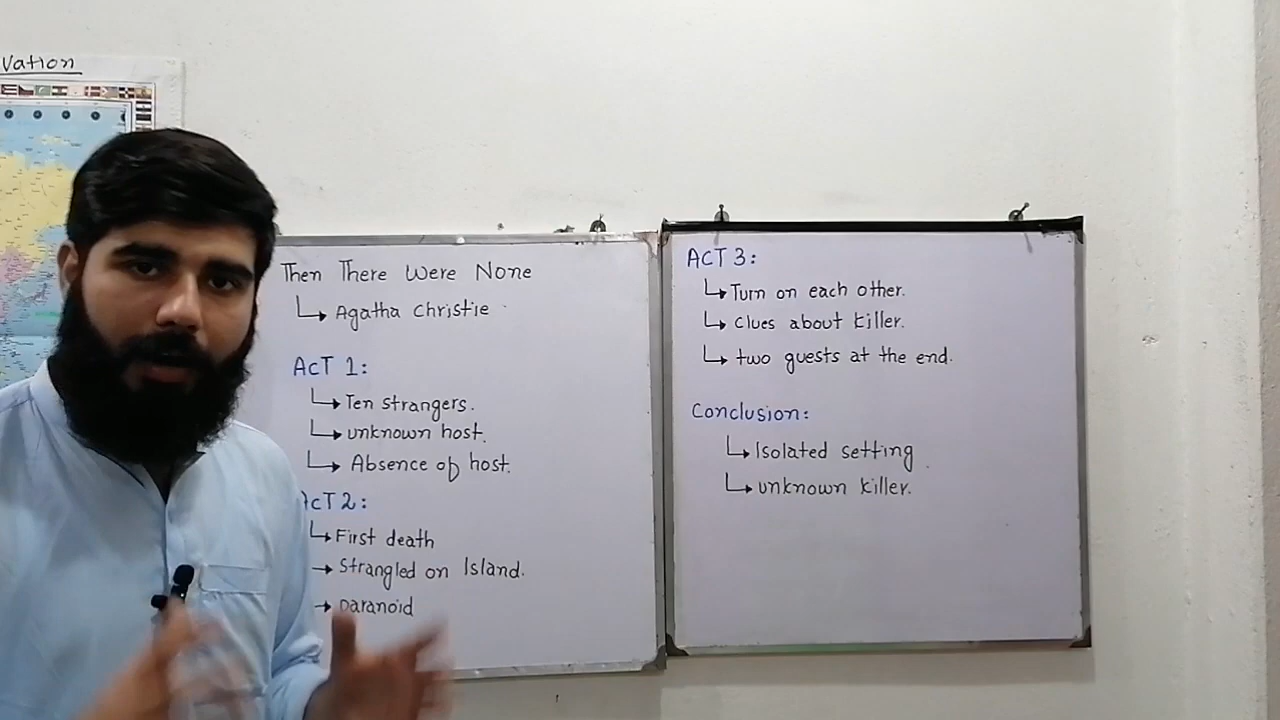 vation
Then There Were None
Agatha Christie
ACT 1:
Ten strangers.
unknown host.
Absence of host.
ACT 2:
First death
Strangled on Island.
paranoid
ACT 3:
Turn on each other.
clues about killer.
two guests at the end.
Conclusion:
Isolated setting
unknown killer.